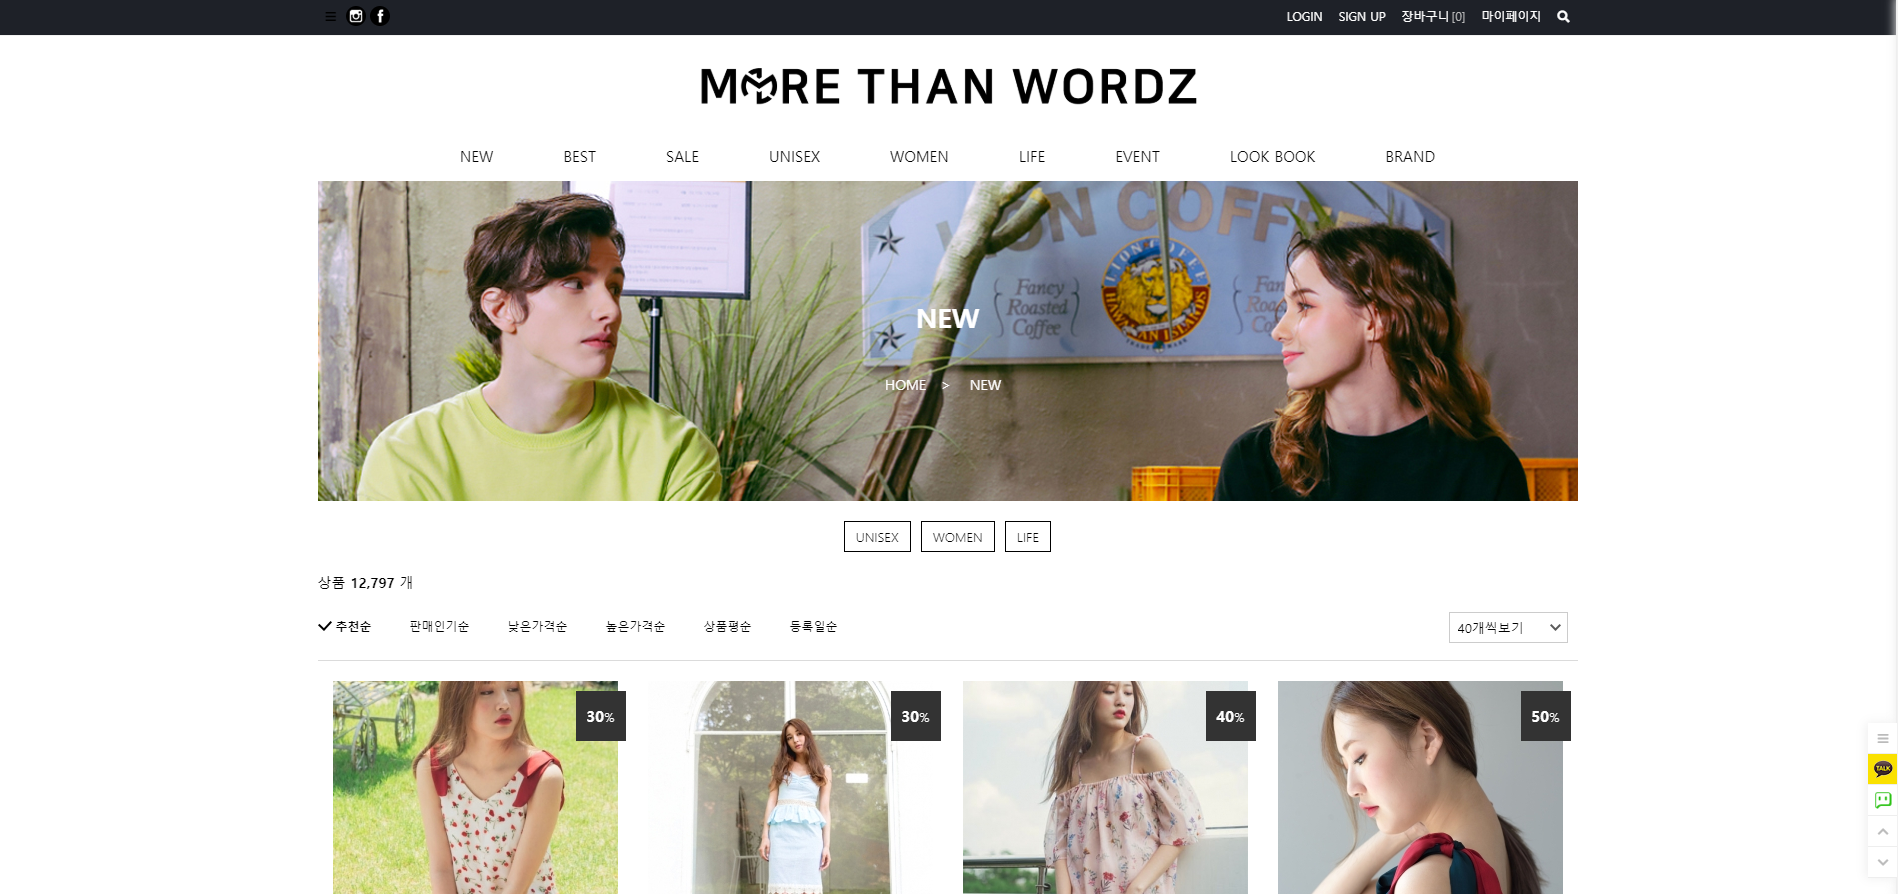 LOGIN SIGN UP 장바구니 [0] 마이페이지
MORE THAN WORDZ
NEW BEST SALE UNISEX WOMEN LIFE EVENT LOOK BOOK BRAND
Fancy Roasted Coffee
HAWAIIAN ISLANDS
NEW
HOME > NEW
UNISEX WOMEN LIFE
상품 12,797 개
추천순 판매인기순 낮은가격순 높은가격순 상품평순 등록일순
40개씩보기
30%
30%
40%
50%
TALK